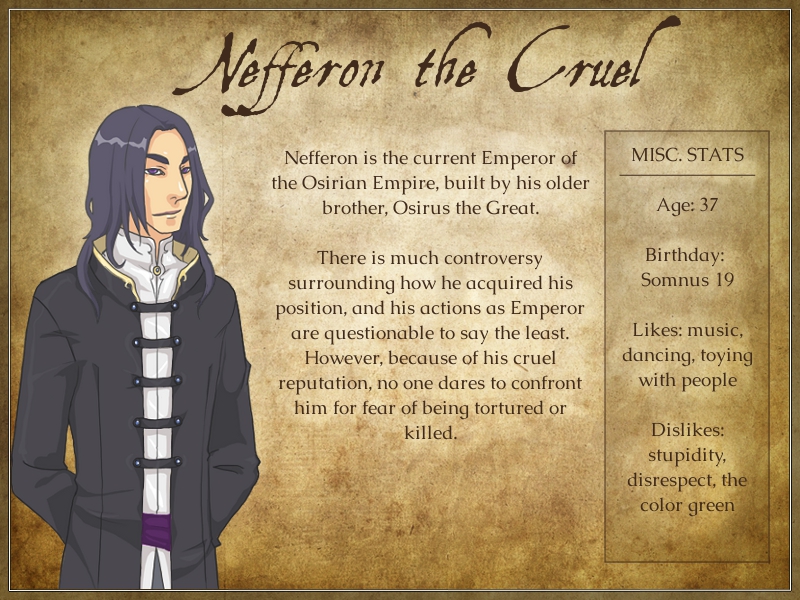 Nefferon the Cruel
Nefferon is the current Emperor of
the Osirian Empire, built by his older
brother, Osirus the Great.
There is much controversy
surrounding how he acquired his
position, and his actions as Emperor
are questionable to say the least.
However, because of his cruel
reputation, no one dares to confront
him for fear of being tortured or
killed.
MISC. STATS
Age: 37
Birthday:
Somnus 19
Likes: music,
dancing, toying
with people
Dislikes:
stupidity,
disrespect, the
color green